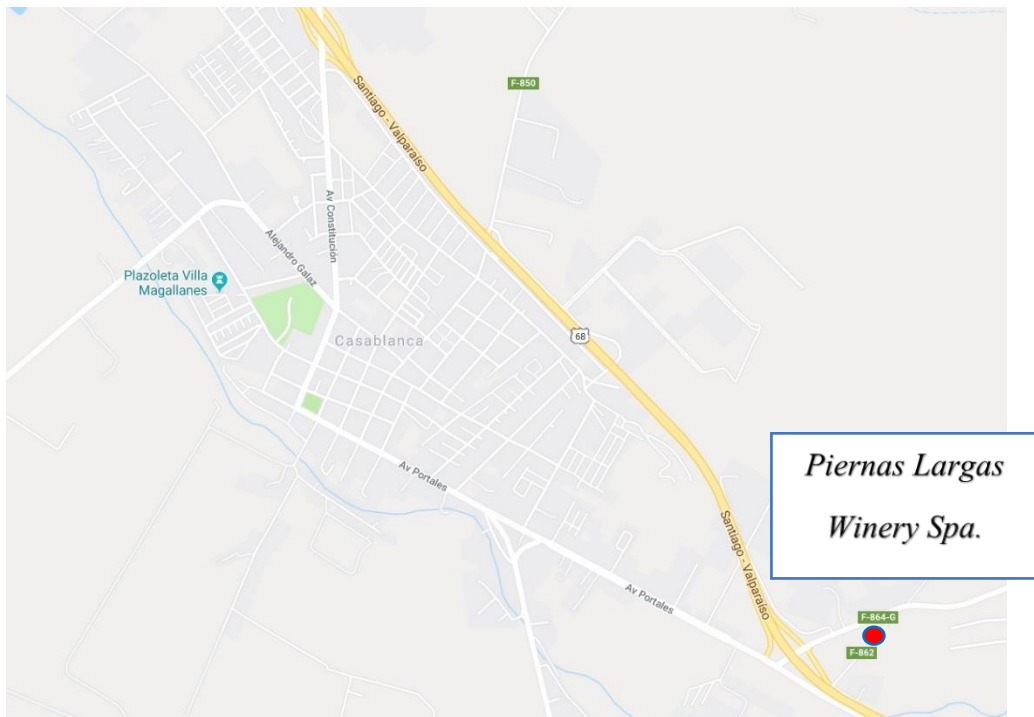 F-850
Santiago - Valparaíso
Av Constitución
Alejandro Galaz
Plazoleta Villa
Magallanes
Casablanca
68
Av Portales
Piernas Largas
Winery Spa.
Santiago - Valparaíso
Av Portales
F-864-G
F-862